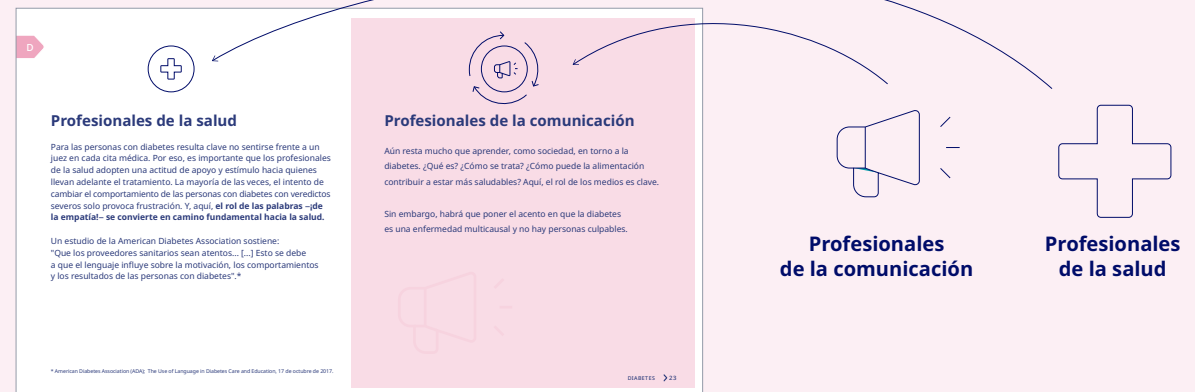 D
Profesionales de la salud
Para las personas con diabetes resulta clave no sentirse frente a un
juez en cada cita médica. Por eso, es importante que los profesionales
de la salud adopten una actitud de apoyo y estímulo hacia quienes
llevan adelante el tratamiento. La mayoría de las veces, el intento de
cambiar el comportamiento de las personas con diabetes con veredictos
severos solo provoca frustración. Y, aquí, el rol de las palabras –¡de
la empatía!– se convierte en camino fundamental hacia la salud.
Un estudio de la American Diabetes Association sostiene:
"Que los proveedores sanitarios sean atentos... [...] Esto se debe
a que el lenguaje influye sobre la motivación, los comportamientos
y los resultados de las personas con diabetes".*
* American Diabetes Association (ADA); The Use of Language in Diabetes Care and Education, 17 de octubre de 2017.
Profesionales de la comunicación
Aún resta mucho que aprender, como sociedad, en torno a la
diabetes. ¿Qué es? ¿Cómo se trata? ¿Cómo puede la alimentación
contribuir a estar más saludables? Aquí, el rol de los medios es clave.
Sin embargo, habrá que poner el acento en que la diabetes
es una enfermedad multicausal y no hay personas culpables.
DIABETES 23
Profesionales
de la comunicación
Profesionales
de la salud